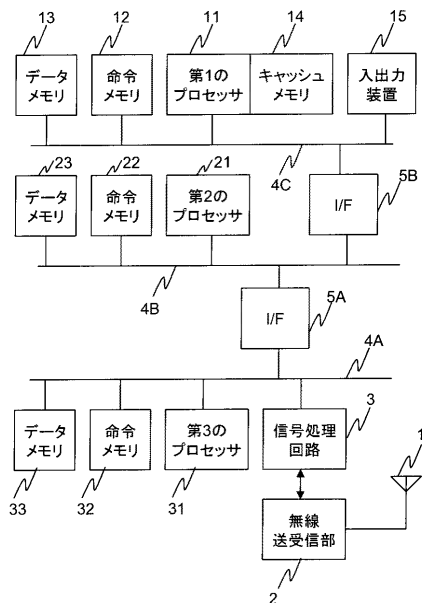 13
12
11
14
15
データ
メモリ
命令
メモリ
第1の
プロセッサ
キャッシュ
メモリ
入出力
装置
4C
23
22
21
5B
データ
メモリ
命令
メモリ
第2の
プロセッサ
I/F
4B
5A
I/F
4A
3
1
データ
メモリ
命令
メモリ
第3の
プロセッサ
信号処理
回路
33
32
31
無線
送受信部
2